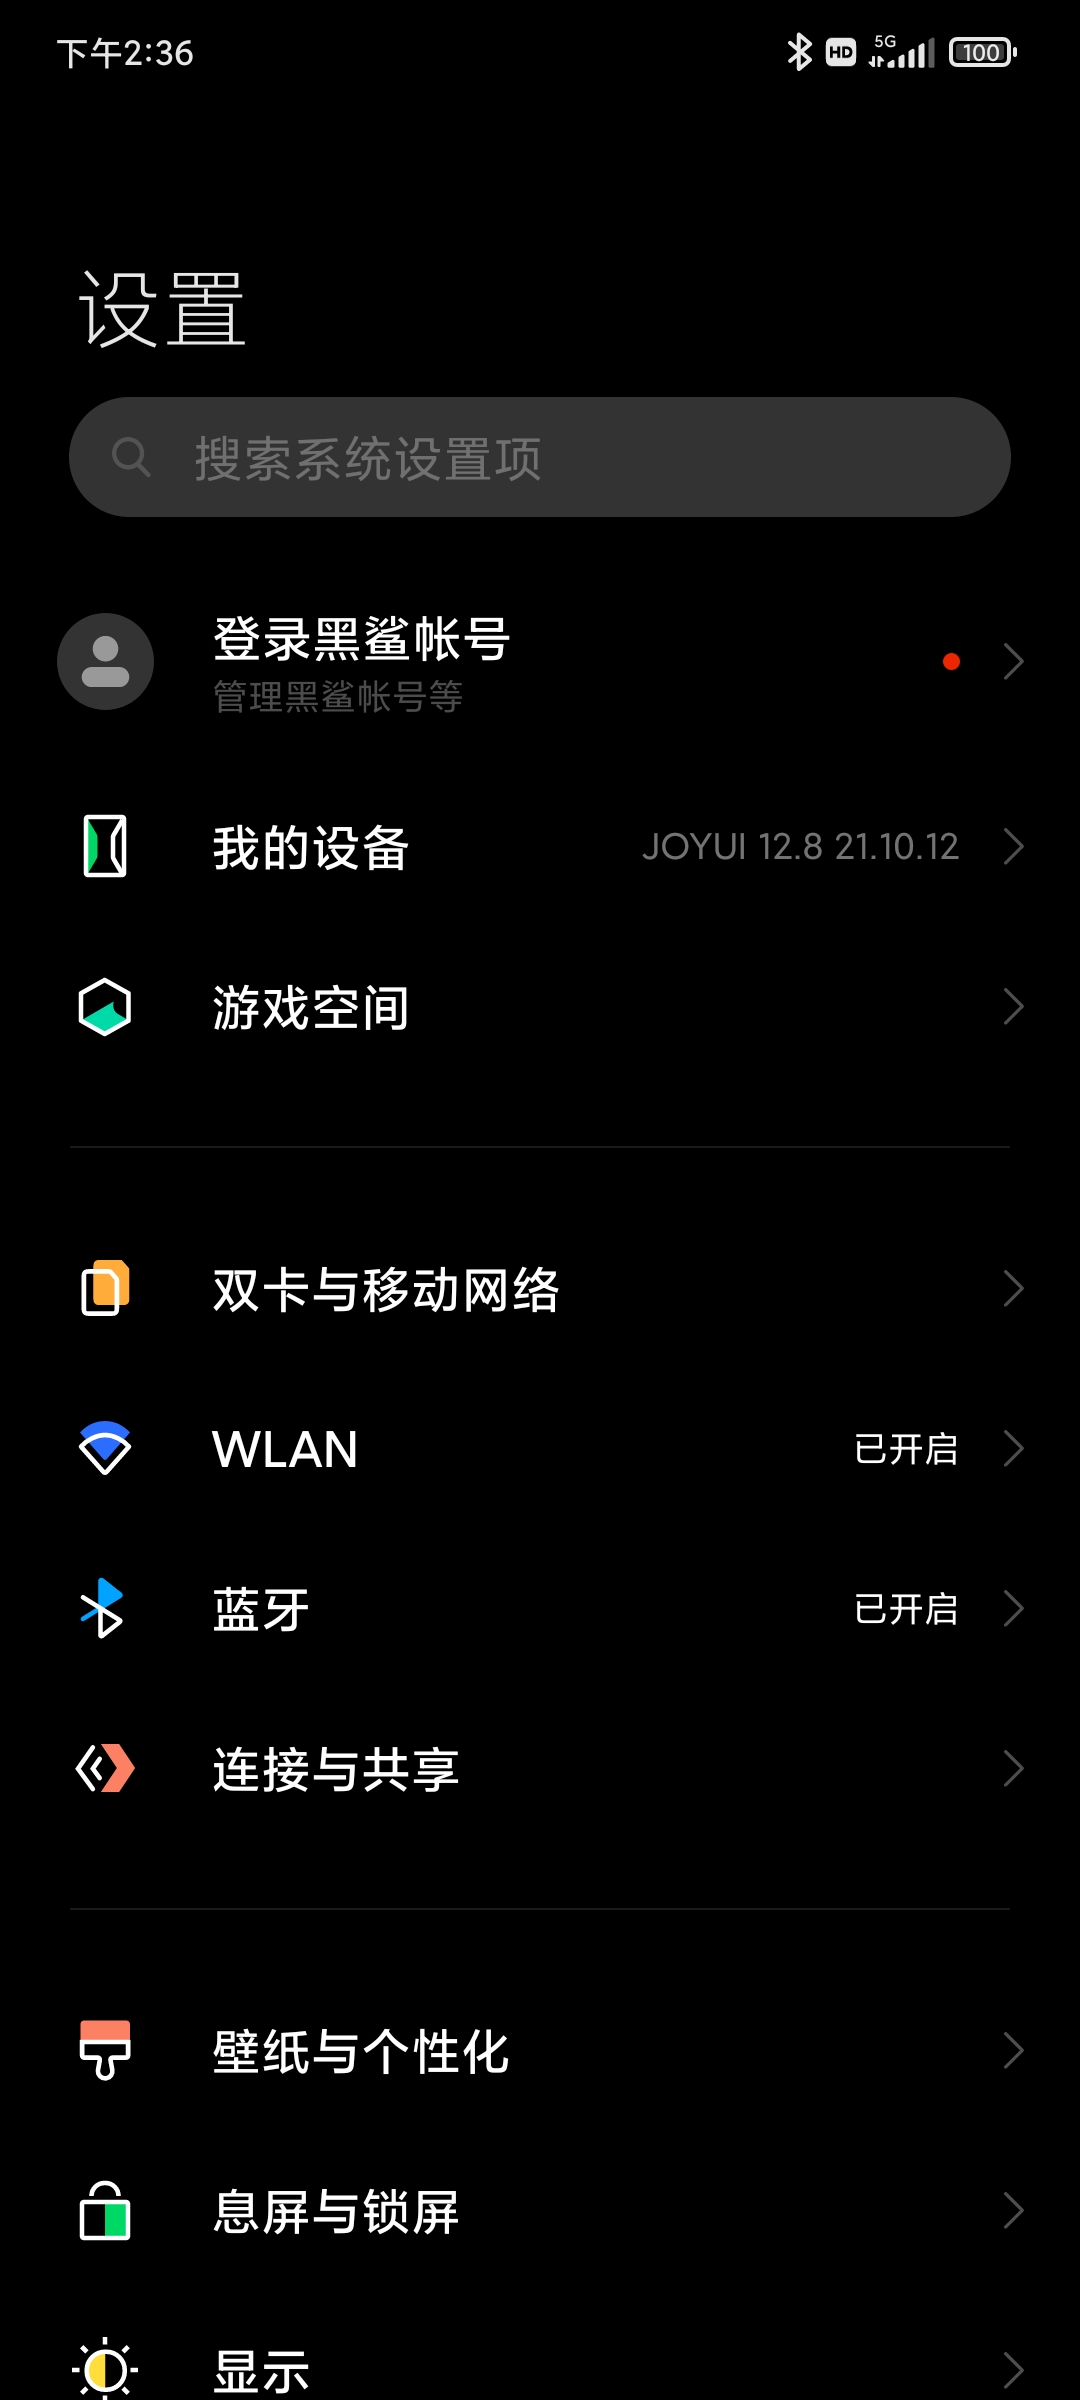 下午2:36
HD 5G 100
设置
搜索系统设置项
登录黑鲨帐号
管理黑鲨帐号等
我的设备 JOYUI 12.8 21.10.12
游戏空间
双卡与移动网络
WLAN 已开启
蓝牙 已开启
连接与共享
壁纸与个性化
息屏与锁屏
显示